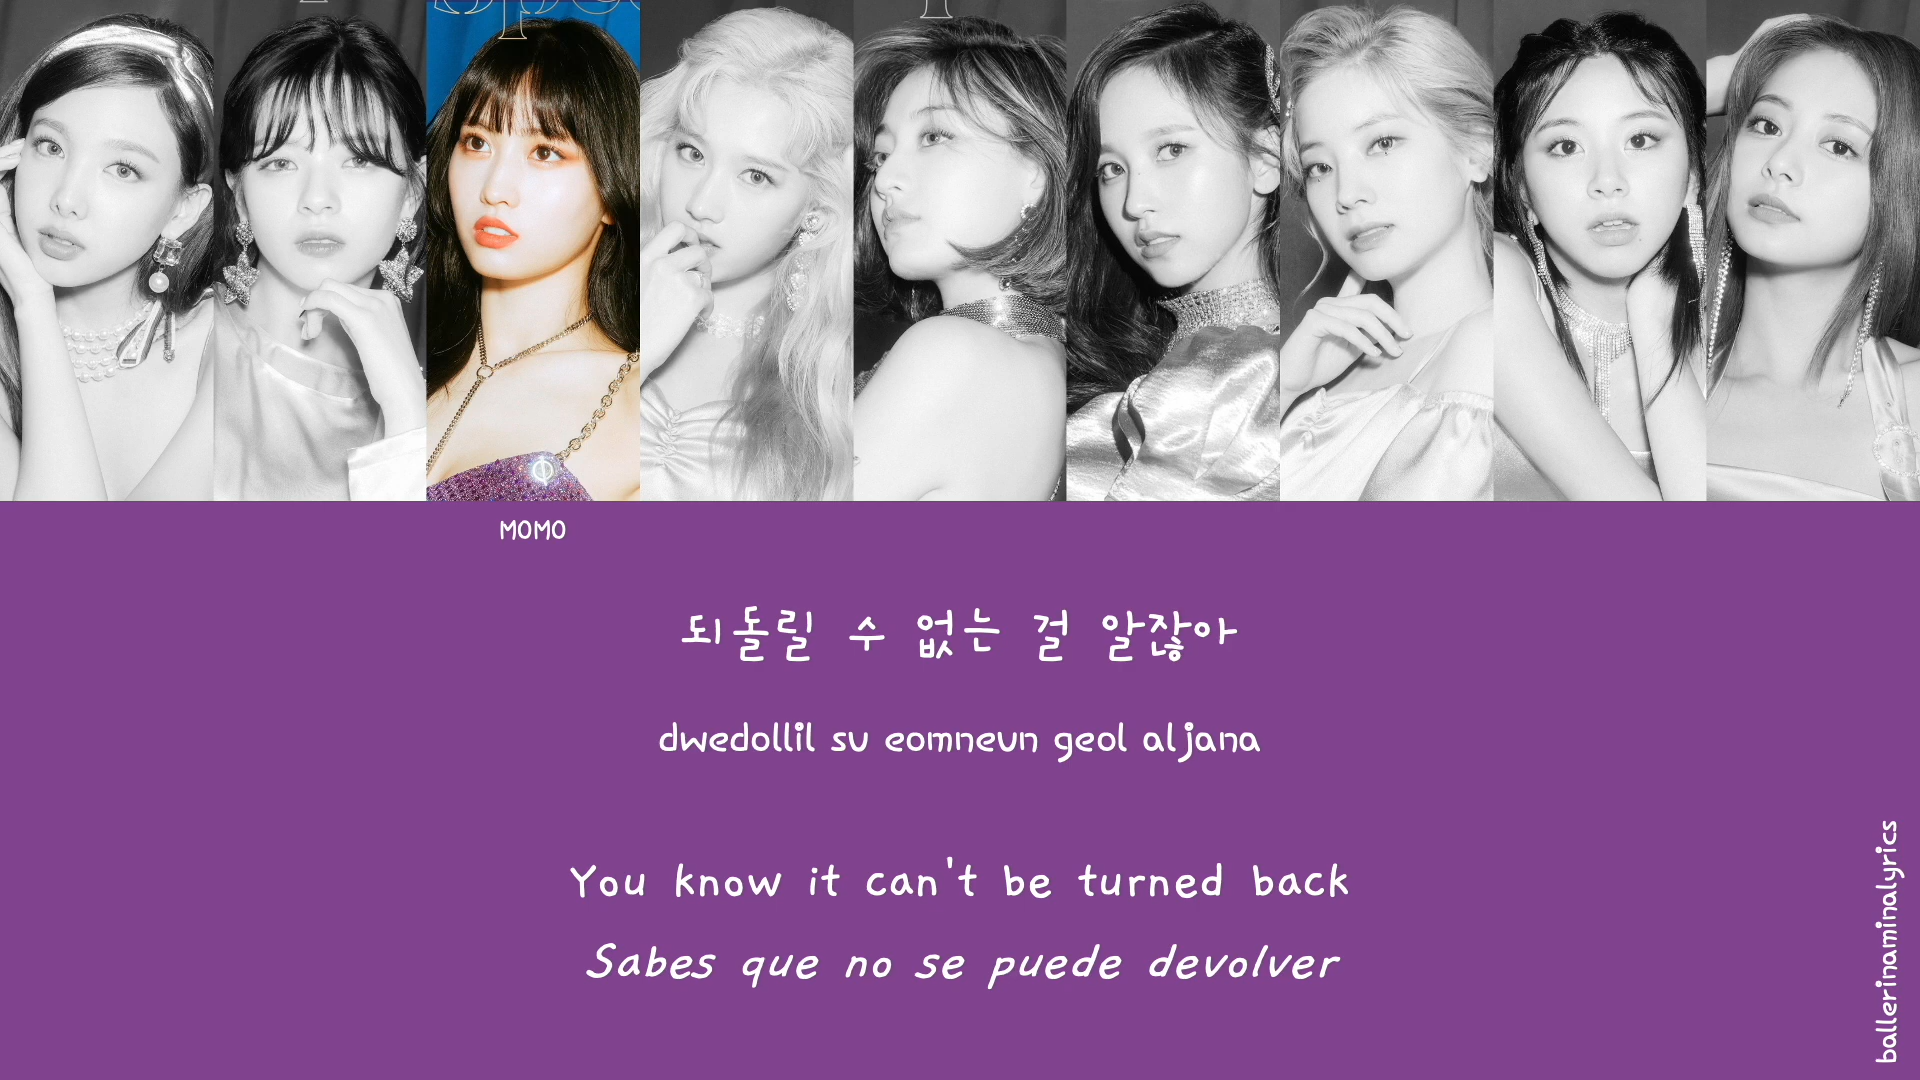 MOMO
되돌릴 수 없는 걸 알잖아
dwedollil su eomneun geol aljana
You know it can't be turned back
Sabes que no se puede devolver
ballerinaminalyrics